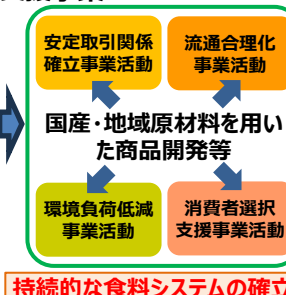 安定取引関係
確立事業活動
流通合理化
事業活動
国産・地域原材料を用い
た商品開発等
環境負荷低減
事業活動
消費者選択
支援事業活動
持続的な食料システムの確立